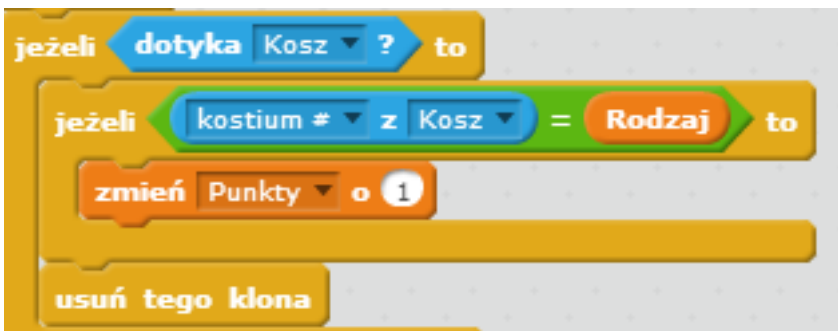 jeżeli dotyka Kosz ? to
jeżeli kostium # z Kosz = Rodzaj to
zmień Punkty o 1
usuń tego klona